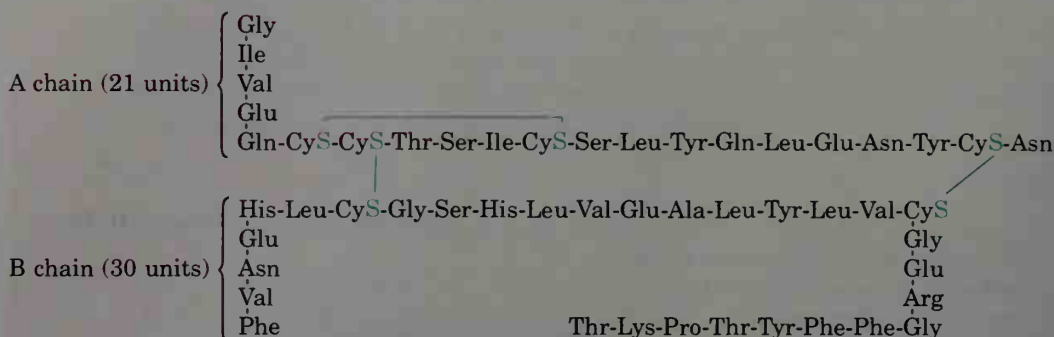 Gly
Ile
A chain (21 units)
Val
Glu
Gln-CyS-CyS-Thr-Ser-Ile-CyS-Ser-Leu-Tyr-Gln-Leu-Glu-Asn-Tyr-CyS-Asn
His-Leu-CyS-Gly-Ser-His-Leu-Val-Glu-Ala-Leu-Tyr-Leu-Val-CyS
Glu Gly
B chain (30 units) Asn Glu
Val Arg
Phe Thr-Lys-Pro-Thr-Tyr-Phe-Phe-Gly